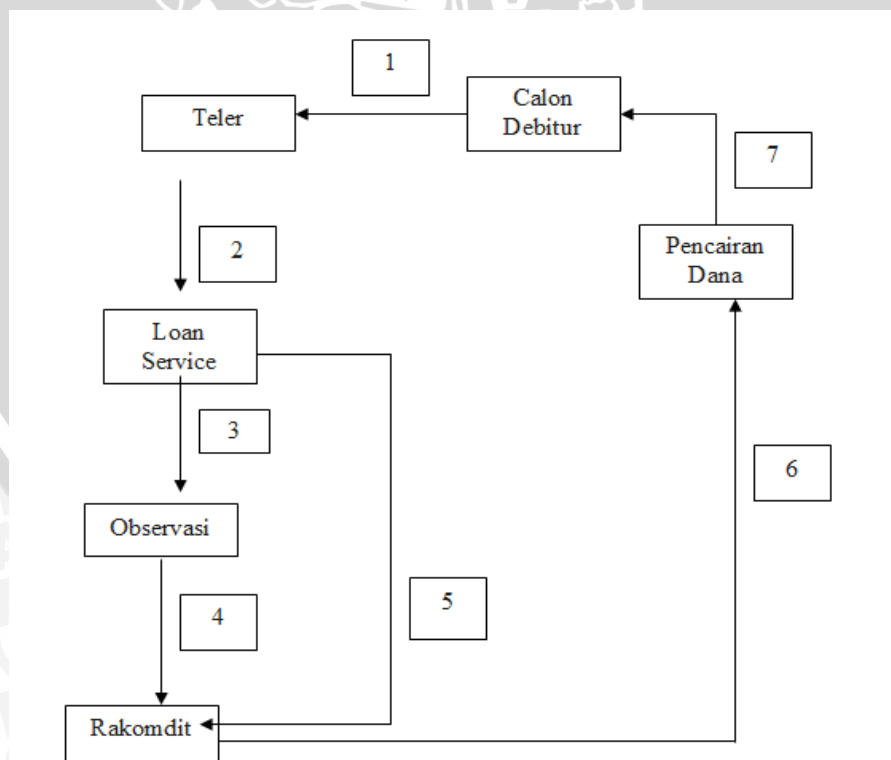 1
Calon
Debitur
Teler
7
2
Pencairan
Dana
Loan
Service
3
6
Observasi
5
4
Rakomdit